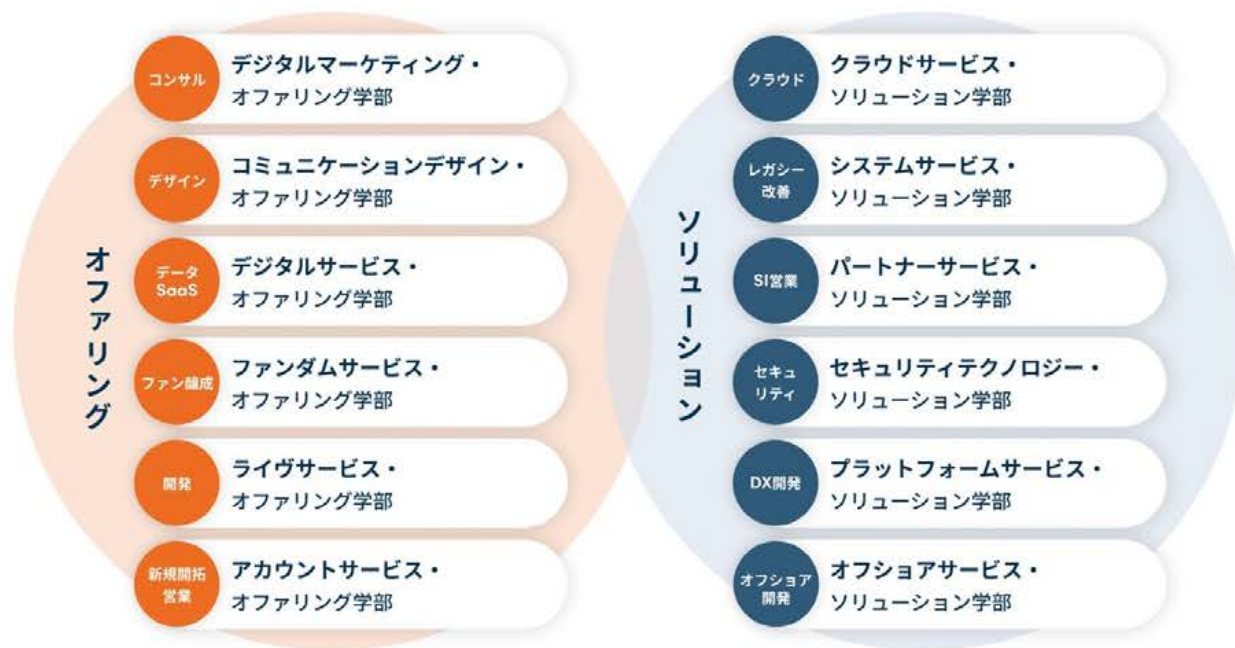 オファリング
コンサル
デジタルマーケティング・
オファリング学部
デザイン
コミュニケーションデザイン・
オファリング学部
データ
SaaS
デジタルサービス・
オファリング学部
ファン醸成
ファンダムサービス・
オファリング学部
開発
ライヴサービス・
オファリング学部
新規開拓
営業
アカウントサービス・
オファリング学部
ソリューション
クラウド
クラウドサービス・
ソリューション学部
レガシー
改善
システムサービス・
ソリューション学部
SI営業
パートナーサービス・
ソリューション学部
セキュ
リティ
セキュリティテクノロジー・
ソリューション学部
DX開発
プラットフォームサービス・
ソリューション学部
オフショア
開発
オフショアサービス・
ソリューション学部